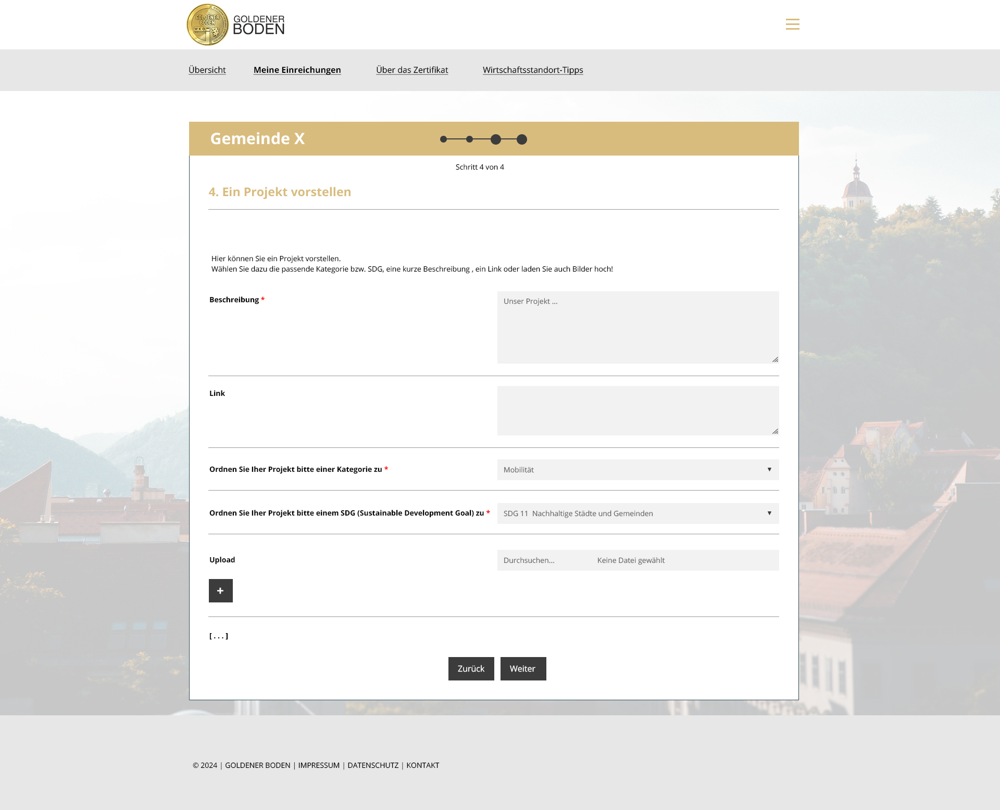 GOLDENER
BODEN
WKO
GOLDENER
BODEN
Übersicht
Meine Einreichungen
Über das Zertifikat
Wirtschaftsstandort-Tipps
Gemeinde X
Schritt 4 von 4
4. Ein Projekt vorstellen
Hier können Sie ein Projekt vorstellen.
Wählen Sie dazu die passende Kategorie bzw. SDG, eine kurze Beschreibung , ein Link oder laden Sie auch Bilder hoch!
Beschreibung *
Unser Projekt ...
Link
Ordnen Sie Iher Projekt bitte einer Kategorie zu *
Mobilität
Ordnen Sie Iher Projekt bitte einem SDG (Sustainable Development Goal) zu *
SDG 11 Nachhaltige Städte und Gemeinden
Upload
Durchsuchen...
Keine Datei gewählt
+
[...]
Zurück
Weiter
© 2024 | GOLDENER BODEN | IMPRESSUM | DATENSCHUTZ | KONTAKT